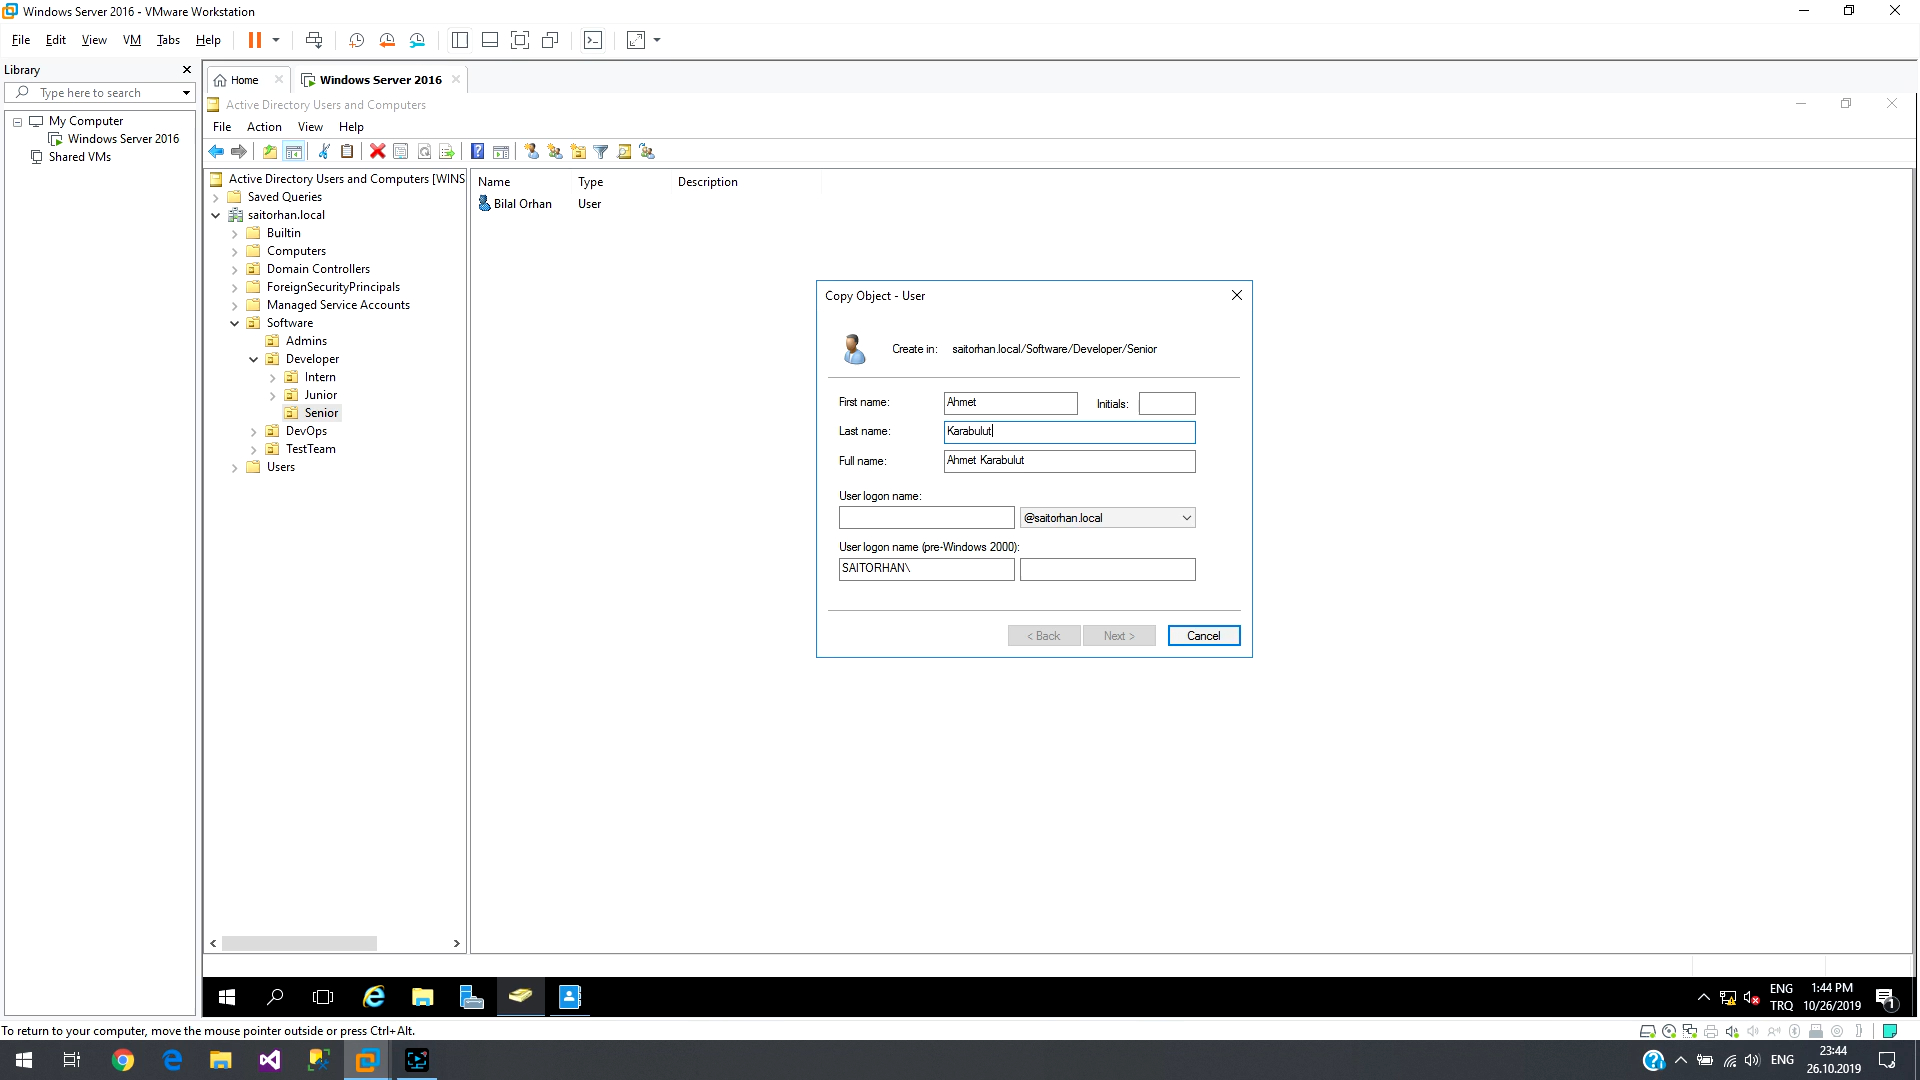 Windows Server 2016 - VMware Workstation
File Edit View VM Tabs Help
Library
Type here to search
My Computer
Windows Server 2016
Shared VMs
Home
Windows Server 2016
Active Directory Users and Computers
File Action View Help
Active Directory Users and Computers [WINS
Saved Queries
saitorhan.local
Builtin
Computers
Domain Controllers
ForeignSecurityPrincipals
Managed Service Accounts
Software
Admins
Developer
Intern
Junior
Senior
DevOps
TestTeam
Users
Name Type Description
Bilal Orhan User
Copy Object - User
Create in: saitorhan.local/Software/Developer/Senior
First name: Ahmet Initials:
Last name: Karabulut
Full name: Ahmet Karabulut
User logon name:
@saitorhan.local
User logon name (pre-Windows 2000):
SAITORHAN\
< Back Next > Cancel
ENG 1:44 PM
TRQ 10/26/2019
1
To return to your computer, move the mouse pointer outside or press Ctrl+Alt.
ENG
23:44
26.10.2019